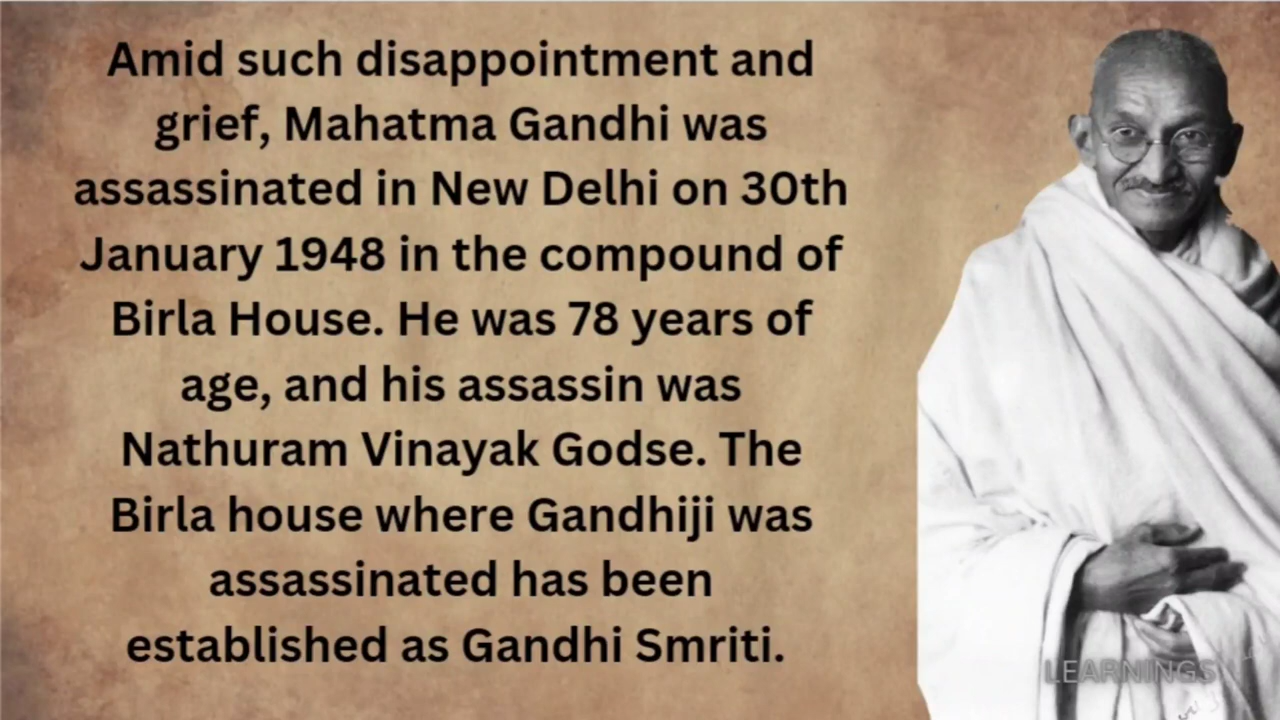 Amid such disappointment and
grief, Mahatma Gandhi was
assassinated in New Delhi on 30th
January 1948 in the compound of
Birla House. He was 78 years of
age, and his assassin was
Nathuram Vinayak Godse. The
Birla house where Gandhiji was
assassinated has been
established as Gandhi Smriti.
LEARNINGS